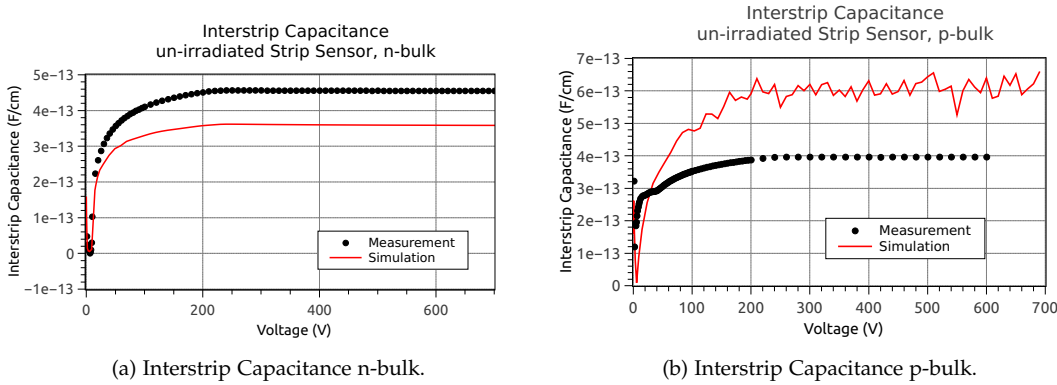 Interstrip Capacitance
un-irradiated Strip Sensor, n-bulk
Interstrip Capacitance (F/cm)
5e−13
4e−13
3e−13
2e−13
1e−13
0
−1e−13
0 200 400 600
Voltage (V)
Measurement
Simulation
(a) Interstrip Capacitance n-bulk.
Interstrip Capacitance
un-irradiated Strip Sensor, p-bulk
Interstrip Capacitance (F/cm)
7e−13
6e−13
5e−13
4e−13
3e−13
2e−13
1e−13
0
0 100 200 300 400 500 600 700
Voltage (V)
Measurement
Simulation
(b) Interstrip Capacitance p-bulk.